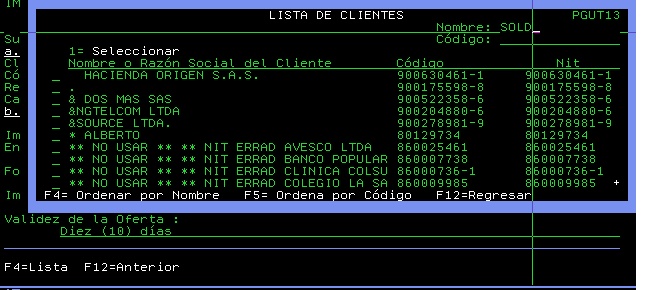 IM
LISTA DE CLIENTES PGUT13
Nombre: SOLD_
Su Código:
a. 1= Seleccionar
Cl Nombre o Razón Social del Cliente Código Nit
Có _ HACIENDA ORIGEN S.A.S. 900630461-1 900630461-1
Re _ . 900175598-8 900175598-8
Ca _ & DOS MAS SAS 900522358-6 900522358-6
b. _ &NGTELCOM LTDA 900204880-6 900204880-6
_ &SOURCE LTDA. 900278981-9 900278981-9
Im _ * ALBERTO 80129734 80129734
En _ ** NO USAR ** ** NIT ERRAD AVESCO LTDA 860025461 860025461
_ ** NO USAR ** ** NIT ERRAD BANCO POPULAR 860007738 860007738
Fo _ ** NO USAR ** ** NIT ERRAD CLINICA COLSU 86000736-1 86000736-1
_ ** NO USAR ** ** NIT ERRAD COLEGIO LA SA 860009985 860009985 +
Im F4= Ordenar por Nombre F5= Ordena por Código F12=Regresar
Validez de la Oferta :
Diez (10) días
F4=Lista F12=Anterior